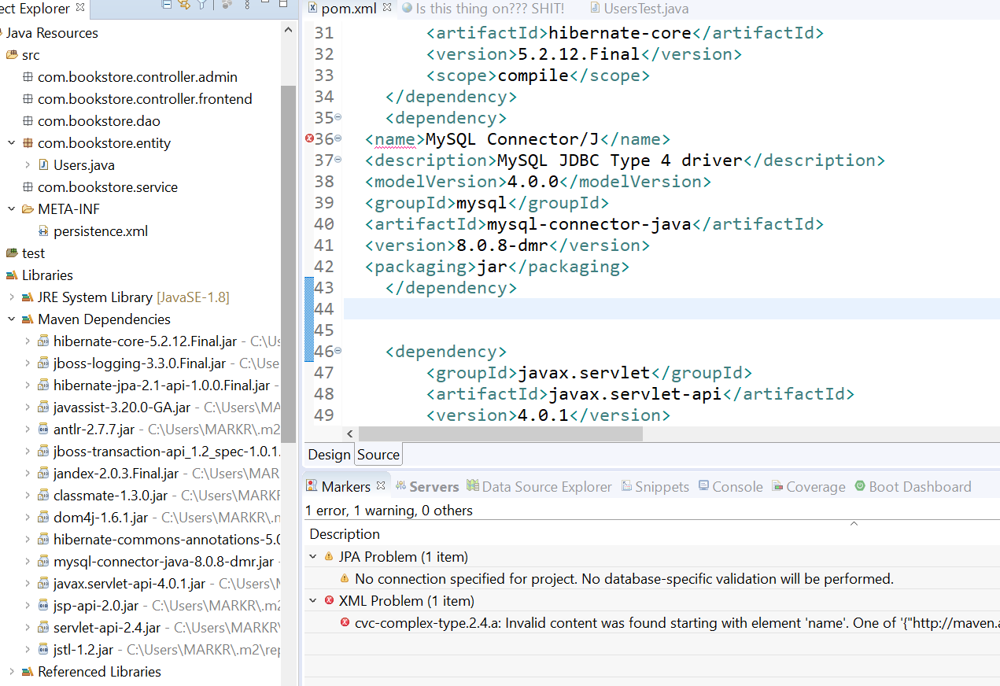 ect Explorer
Java Resources
src
com.bookstore.controller.admin
com.bookstore.controller.frontend
com.bookstore.dao
com.bookstore.entity
Users.java
com.bookstore.service
META-INF
persistence.xml
test
Libraries
JRE System Library [JavaSE-1.8]
Maven Dependencies
hibernate-core-5.2.12.Final.jar - C:\Us
jboss-logging-3.3.0.Final.jar - C:\Use
hibernate-jpa-2.1-api-1.0.0.Final.jar -
javassist-3.20.0-GA.jar - C:\Users\MA
antlr-2.7.7.jar - C:\Users\MARKR\.m2
jboss-transaction-api_1.2_spec-1.0.1.
jandex-2.0.3.Final.jar - C:\Users\MAR
classmate-1.3.0.jar - C:\Users\MARKR
dom4j-1.6.1.jar - C:\Users\MARKR\.m
hibernate-commons-annotations-5.0
mysql-connector-java-8.0.8-dmr.jar -
javax.servlet-api-4.0.1.jar - C:\Users\M
jsp-api-2.0.jar - C:\Users\MARKR\.m2
servlet-api-2.4.jar - C:\Users\MARKR\
jstl-1.2.jar - C:\Users\MARKR\.m2\rep
Referenced Libraries
pom.xml Is this thing on??? SHIT! UsersTest.java
31 <artifactId>hibernate-core</artifactId>
32 <version>5.2.12.Final</version>
33 <scope>compile</scope>
34 </dependency>
35 <dependency>
36 <name>MySQL Connector/J</name>
37 <description>MySQL JDBC Type 4 driver</description>
38 <modelVersion>4.0.0</modelVersion>
39 <groupId>mysql</groupId>
40 <artifactId>mysql-connector-java</artifactId>
41 <version>8.0.8-dmr</version>
42 <packaging>jar</packaging>
43 </dependency>
44
45
46 <dependency>
47 <groupId>javax.servlet</groupId>
48 <artifactId>javax.servlet-api</artifactId>
49 <version>4.0.1</version>
Design Source
Markers Servers Data Source Explorer Snippets Console Coverage Boot Dashboard
1 error, 1 warning, 0 others
Description
JPA Problem (1 item)
No connection specified for project. No database-specific validation will be performed.
XML Problem (1 item)
cvc-complex-type.2.4.a: Invalid content was found starting with element 'name'. One of '{"http://maven.a